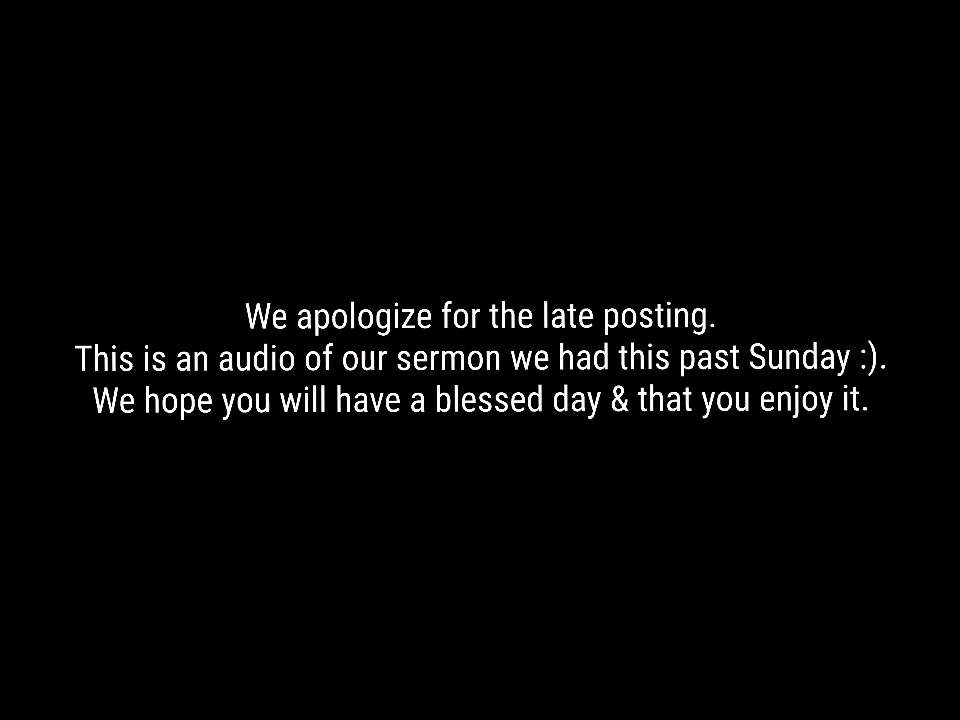 We apologize for the late posting.
This is an audio of our sermon we had this past Sunday :).
We hope you will have a blessed day & that you enjoy it.